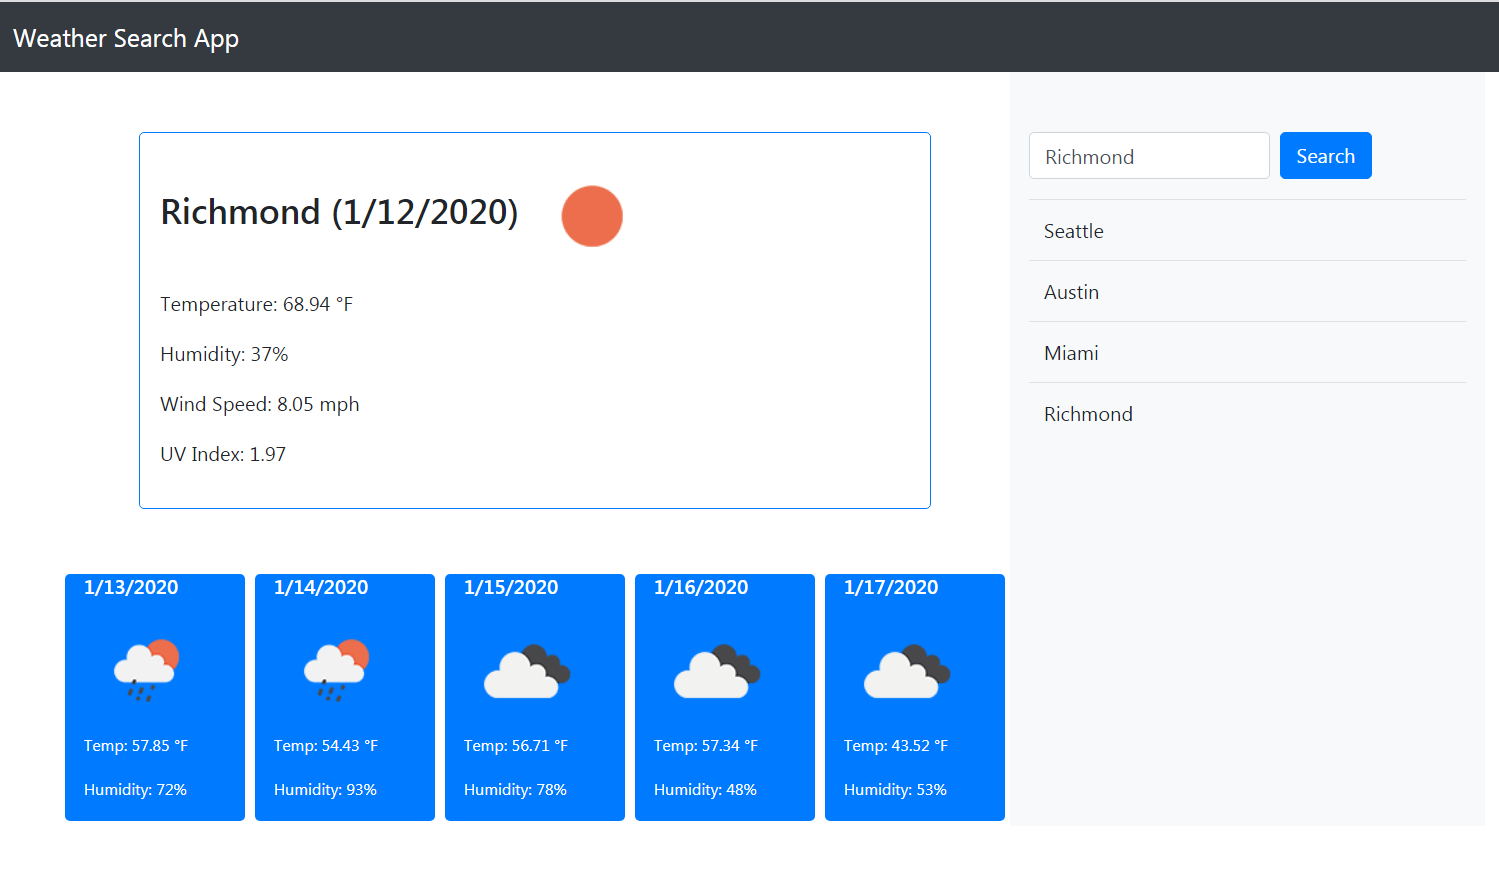 Weather Search App
Richmond (1/12/2020)
Temperature: 68.94 °F
Humidity: 37%
Wind Speed: 8.05 mph
UV Index: 1.97
Richmond
Search
Seattle
Austin
Miami
Richmond
1/13/2020
Temp: 57.85 °F
Humidity: 72%
1/14/2020
Temp: 54.43 °F
Humidity: 93%
1/15/2020
Temp: 56.71 °F
Humidity: 78%
1/16/2020
Temp: 57.34 °F
Humidity: 48%
1/17/2020
Temp: 43.52 °F
Humidity: 53%